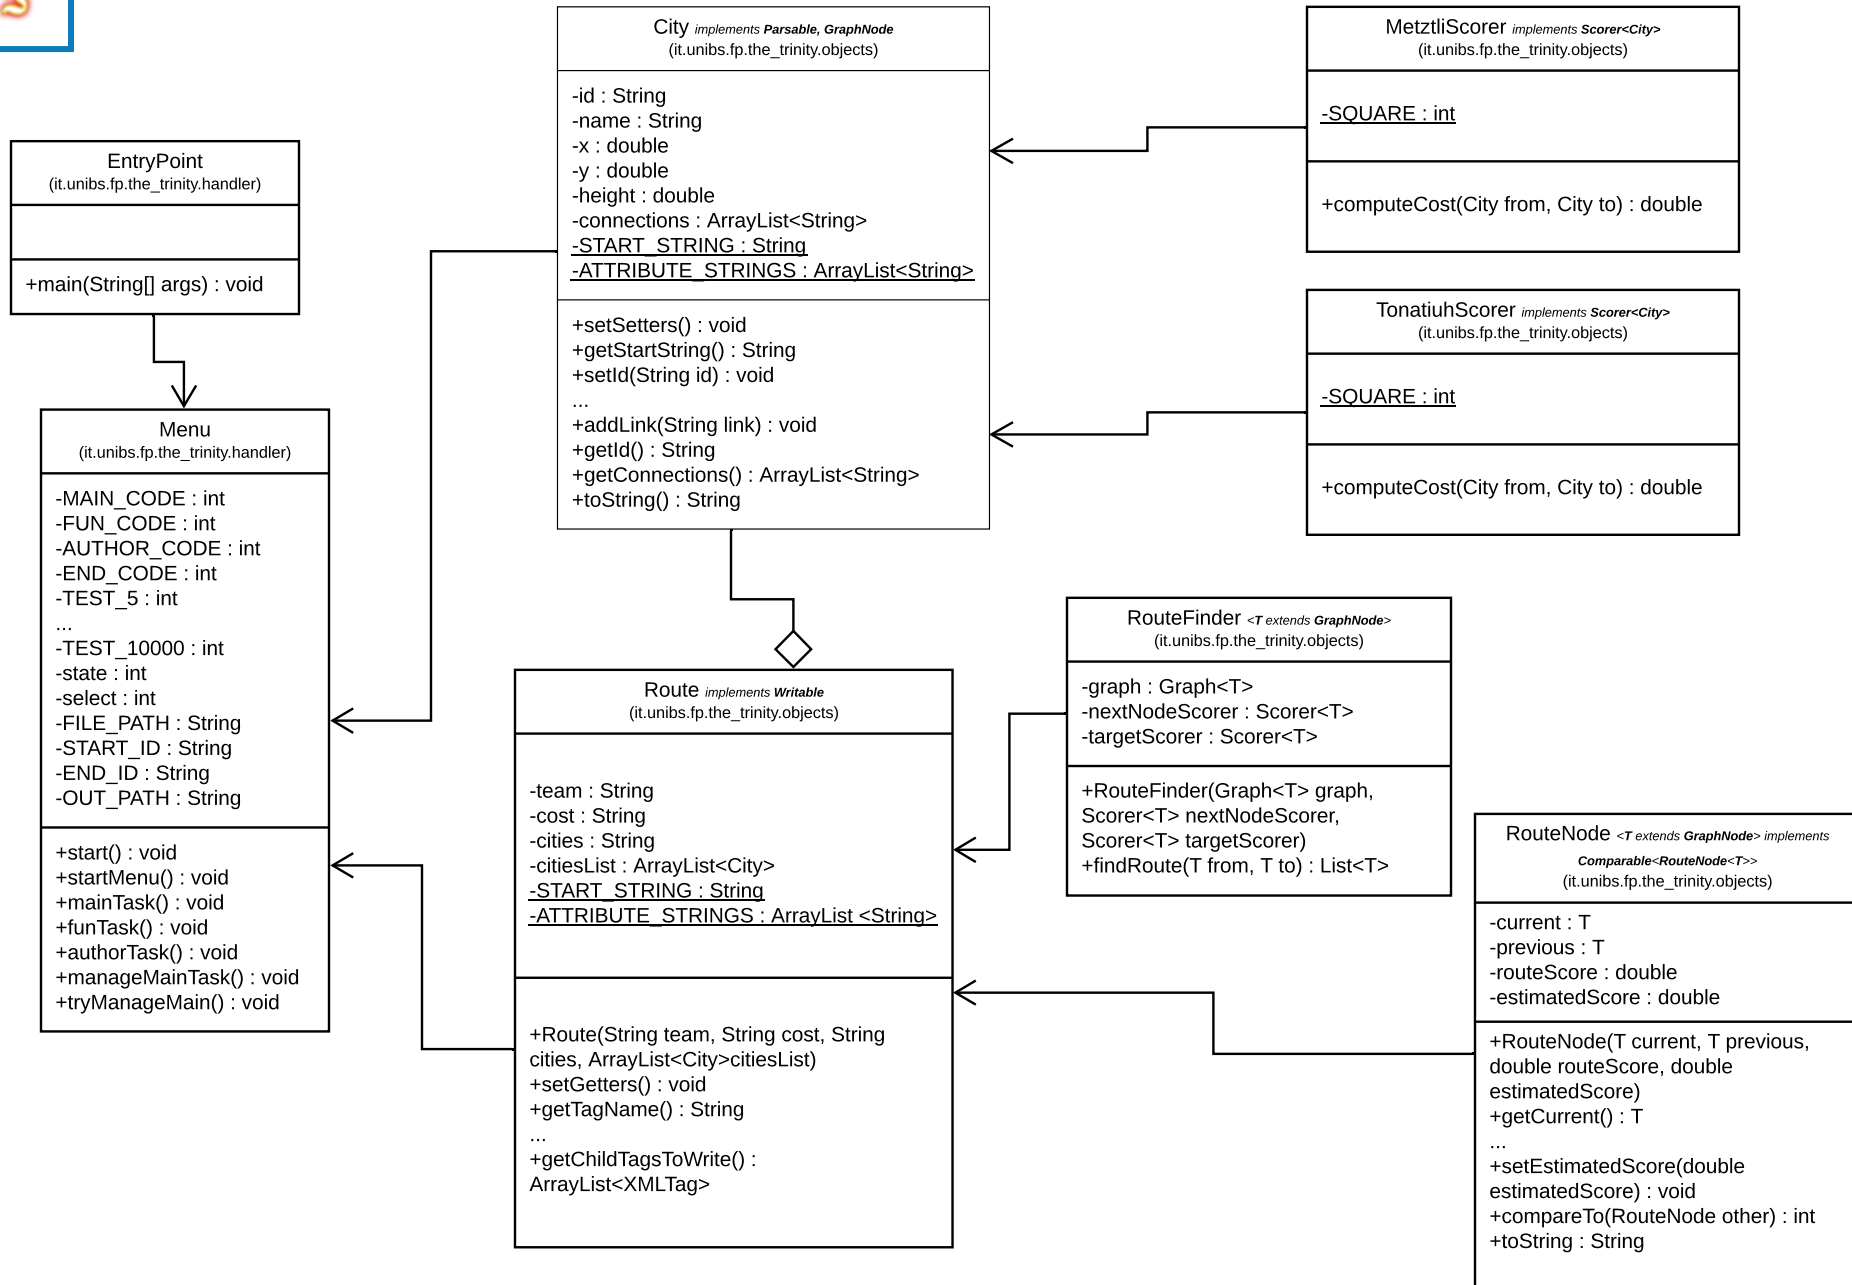 EntryPoint
(it.unibs.fp.the_trinity.handler)
+main(String[] args) : void
Menu
(it.unibs.fp.the_trinity.handler)
-MAIN_CODE : int
-FUN_CODE : int
-AUTHOR_CODE : int
-END_CODE : int
-TEST_5 : int
...
-TEST_10000 : int
-state : int
-select : int
-FILE_PATH : String
-START_ID : String
-END_ID : String
-OUT_PATH : String
+start() : void
+startMenu() : void
+mainTask() : void
+funTask() : void
+authorTask() : void
+manageMainTask() : void
+tryManageMain() : void
City implements Parsable, GraphNode
(it.unibs.fp.the_trinity.objects)
-id : String
-name : String
-x : double
-y : double
-height : double
-connections : ArrayList<String>
-START_STRING : String
-ATTRIBUTE_STRINGS : ArrayList<String>
+setSetters() : void
+getStartString() : String
+setId(String id) : void
...
+addLink(String link) : void
+getId() : String
+getConnections() : ArrayList<String>
+toString() : String
Route implements Writable
(it.unibs.fp.the_trinity.objects)
-team : String
-cost : String
-cities : String
-citiesList : ArrayList<City>
-START_STRING : String
-ATTRIBUTE_STRINGS : ArrayList <String>
+Route(String team, String cost, String
cities, ArrayList<City>citiesList)
+setGetters() : void
+getTagName() : String
...
+getChildTagsToWrite() :
ArrayList<XMLTag>
MetztliScorer implements Scorer<City>
(it.unibs.fp.the_trinity.objects)
-SQUARE : int
+computeCost(City from, City to) : double
TonatiuhScorer implements Scorer<City>
(it.unibs.fp.the_trinity.objects)
-SQUARE : int
+computeCost(City from, City to) : double
RouteFinder <T extends GraphNode>
(it.unibs.fp.the_trinity.objects)
-graph : Graph<T>
-nextNodeScorer : Scorer<T>
-targetScorer : Scorer<T>
+RouteFinder(Graph<T> graph,
Scorer<T> nextNodeScorer,
Scorer<T> targetScorer)
+findRoute(T from, T to) : List<T>
RouteNode <T extends GraphNode> implements
Comparable<RouteNode<T>>
(it.unibs.fp.the_trinity.objects)
-current : T
-previous : T
-routeScore : double
-estimatedScore : double
+RouteNode(T current, T previous,
double routeScore, double
estimatedScore)
+getCurrent() : T
...
+setEstimatedScore(double
estimatedScore) : void
+compareTo(RouteNode other) : int
+toString : String